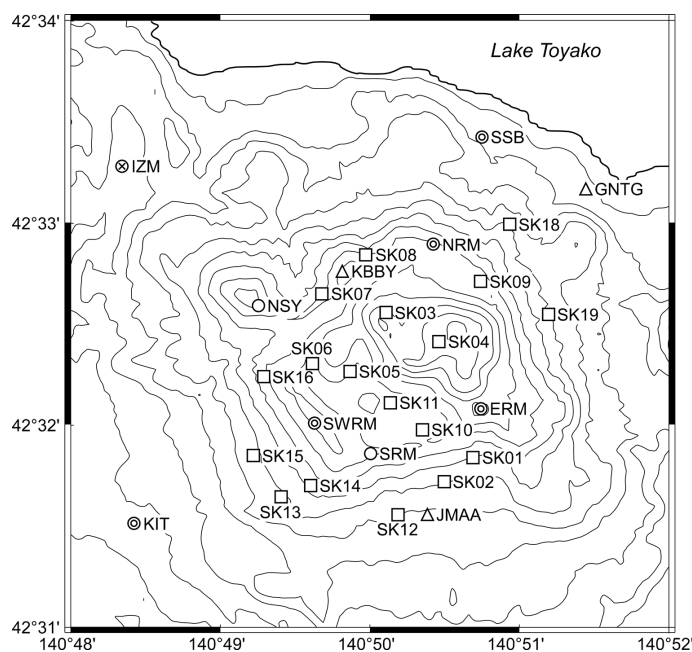 42˚34'
Lake Toyako
SSB
IZM
GNTG
42˚33'
SK18
NRM
SK08
KBBY
SK09
SK07
NSY
SK03
SK19
SK04
SK06
SK05
SK16
SK11
ERM
42˚32'
SWRM
SK10
SRM
SK15
SK01
SK14
SK02
SK13
KIT
JMAA
SK12
42˚31'
140˚48' 140˚49' 140˚50' 140˚51' 140˚52'